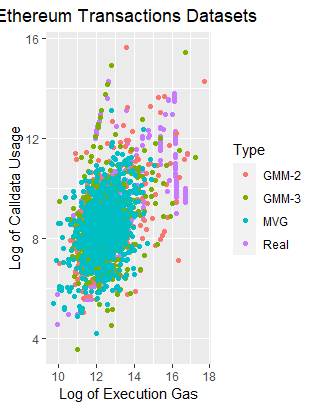 Ethereum Transactions Datasets
16
12
8
4
10 12 14 16 18
Log of Execution Gas
Log of Calldata Usage
Type
GMM-2
GMM-3
MVG
Real